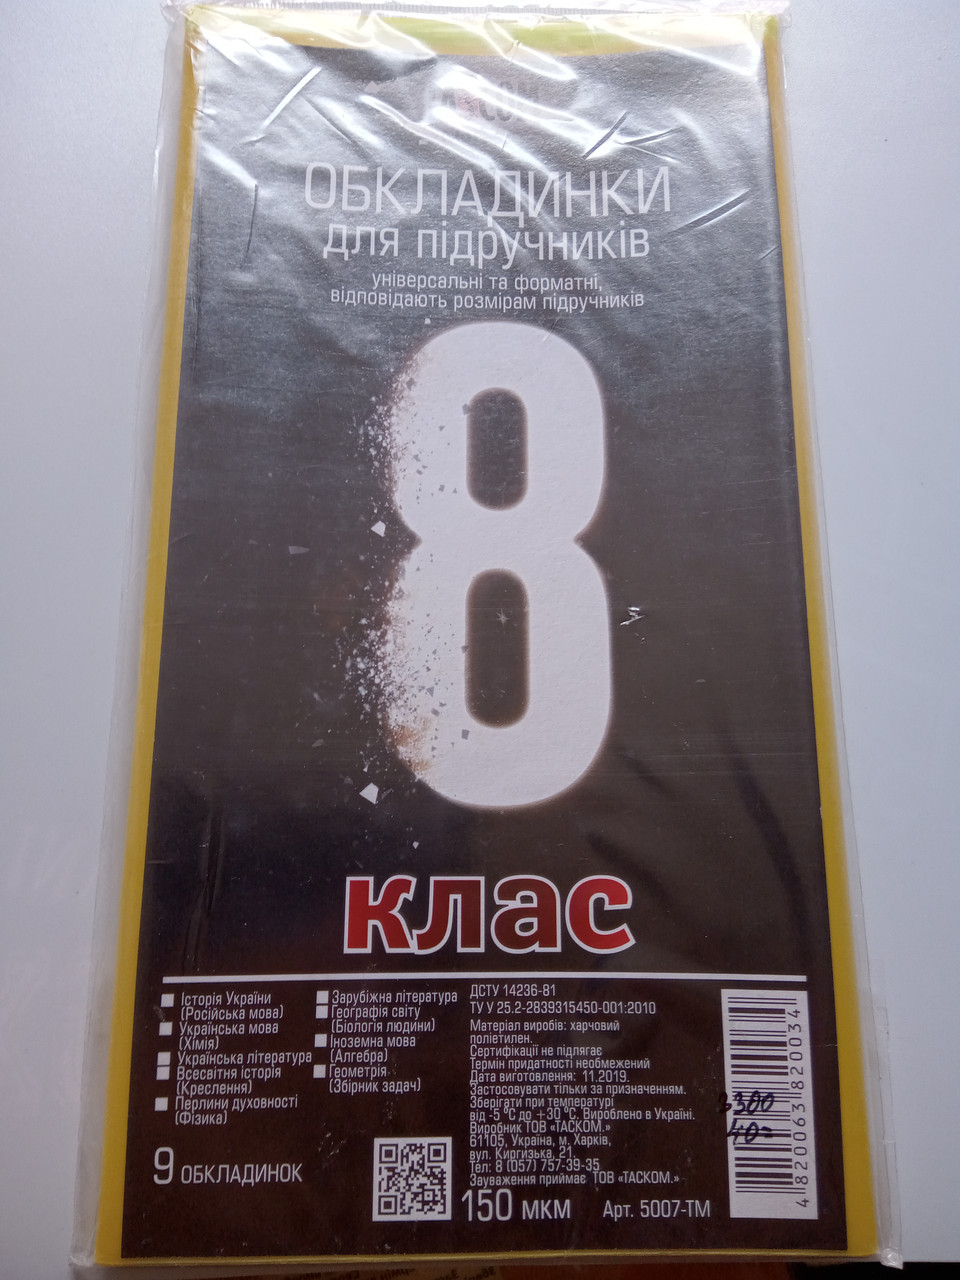 ОБКЛАДИНКИ
для підручників
універсальні та форматні,
відповідають розмірам підручників
8
клас
Історія України
(Російська мова)
Українська мова
(Хімія)
Українська література
Всесвітня історія
(Креслення)
Перлини духовності
(Фізика)
Зарубіжна література
Географія світу
(Біологія людини)
Іноземна мова
(Алгебра)
Геометрія
(Збірник задач)
9 ОБКЛАДИНОК
ДСТУ 14236-81
ТУ У 25.2-2839315450-001:2010
Матеріал виробів: харчовий
поліетилен.
Сертифікації не підлягає
Термін придатності необмежений
Дата виготовлення: 11.2019.
Застосовувати тільки за призначенням.
Зберігати при температурі
від -5 °С до +30 °С. Вироблено в Україні.
Виробник ТОВ «ТАСКОМ.»
61105, Україна, м. Харків,
вул. Киргизька, 21,
Тел: 8 (057) 757-39-35
Зауваження приймає ТОВ «ТАСКОМ.»
150 МКМ
Арт. 5007-ТМ
4820063820034
3300
40=